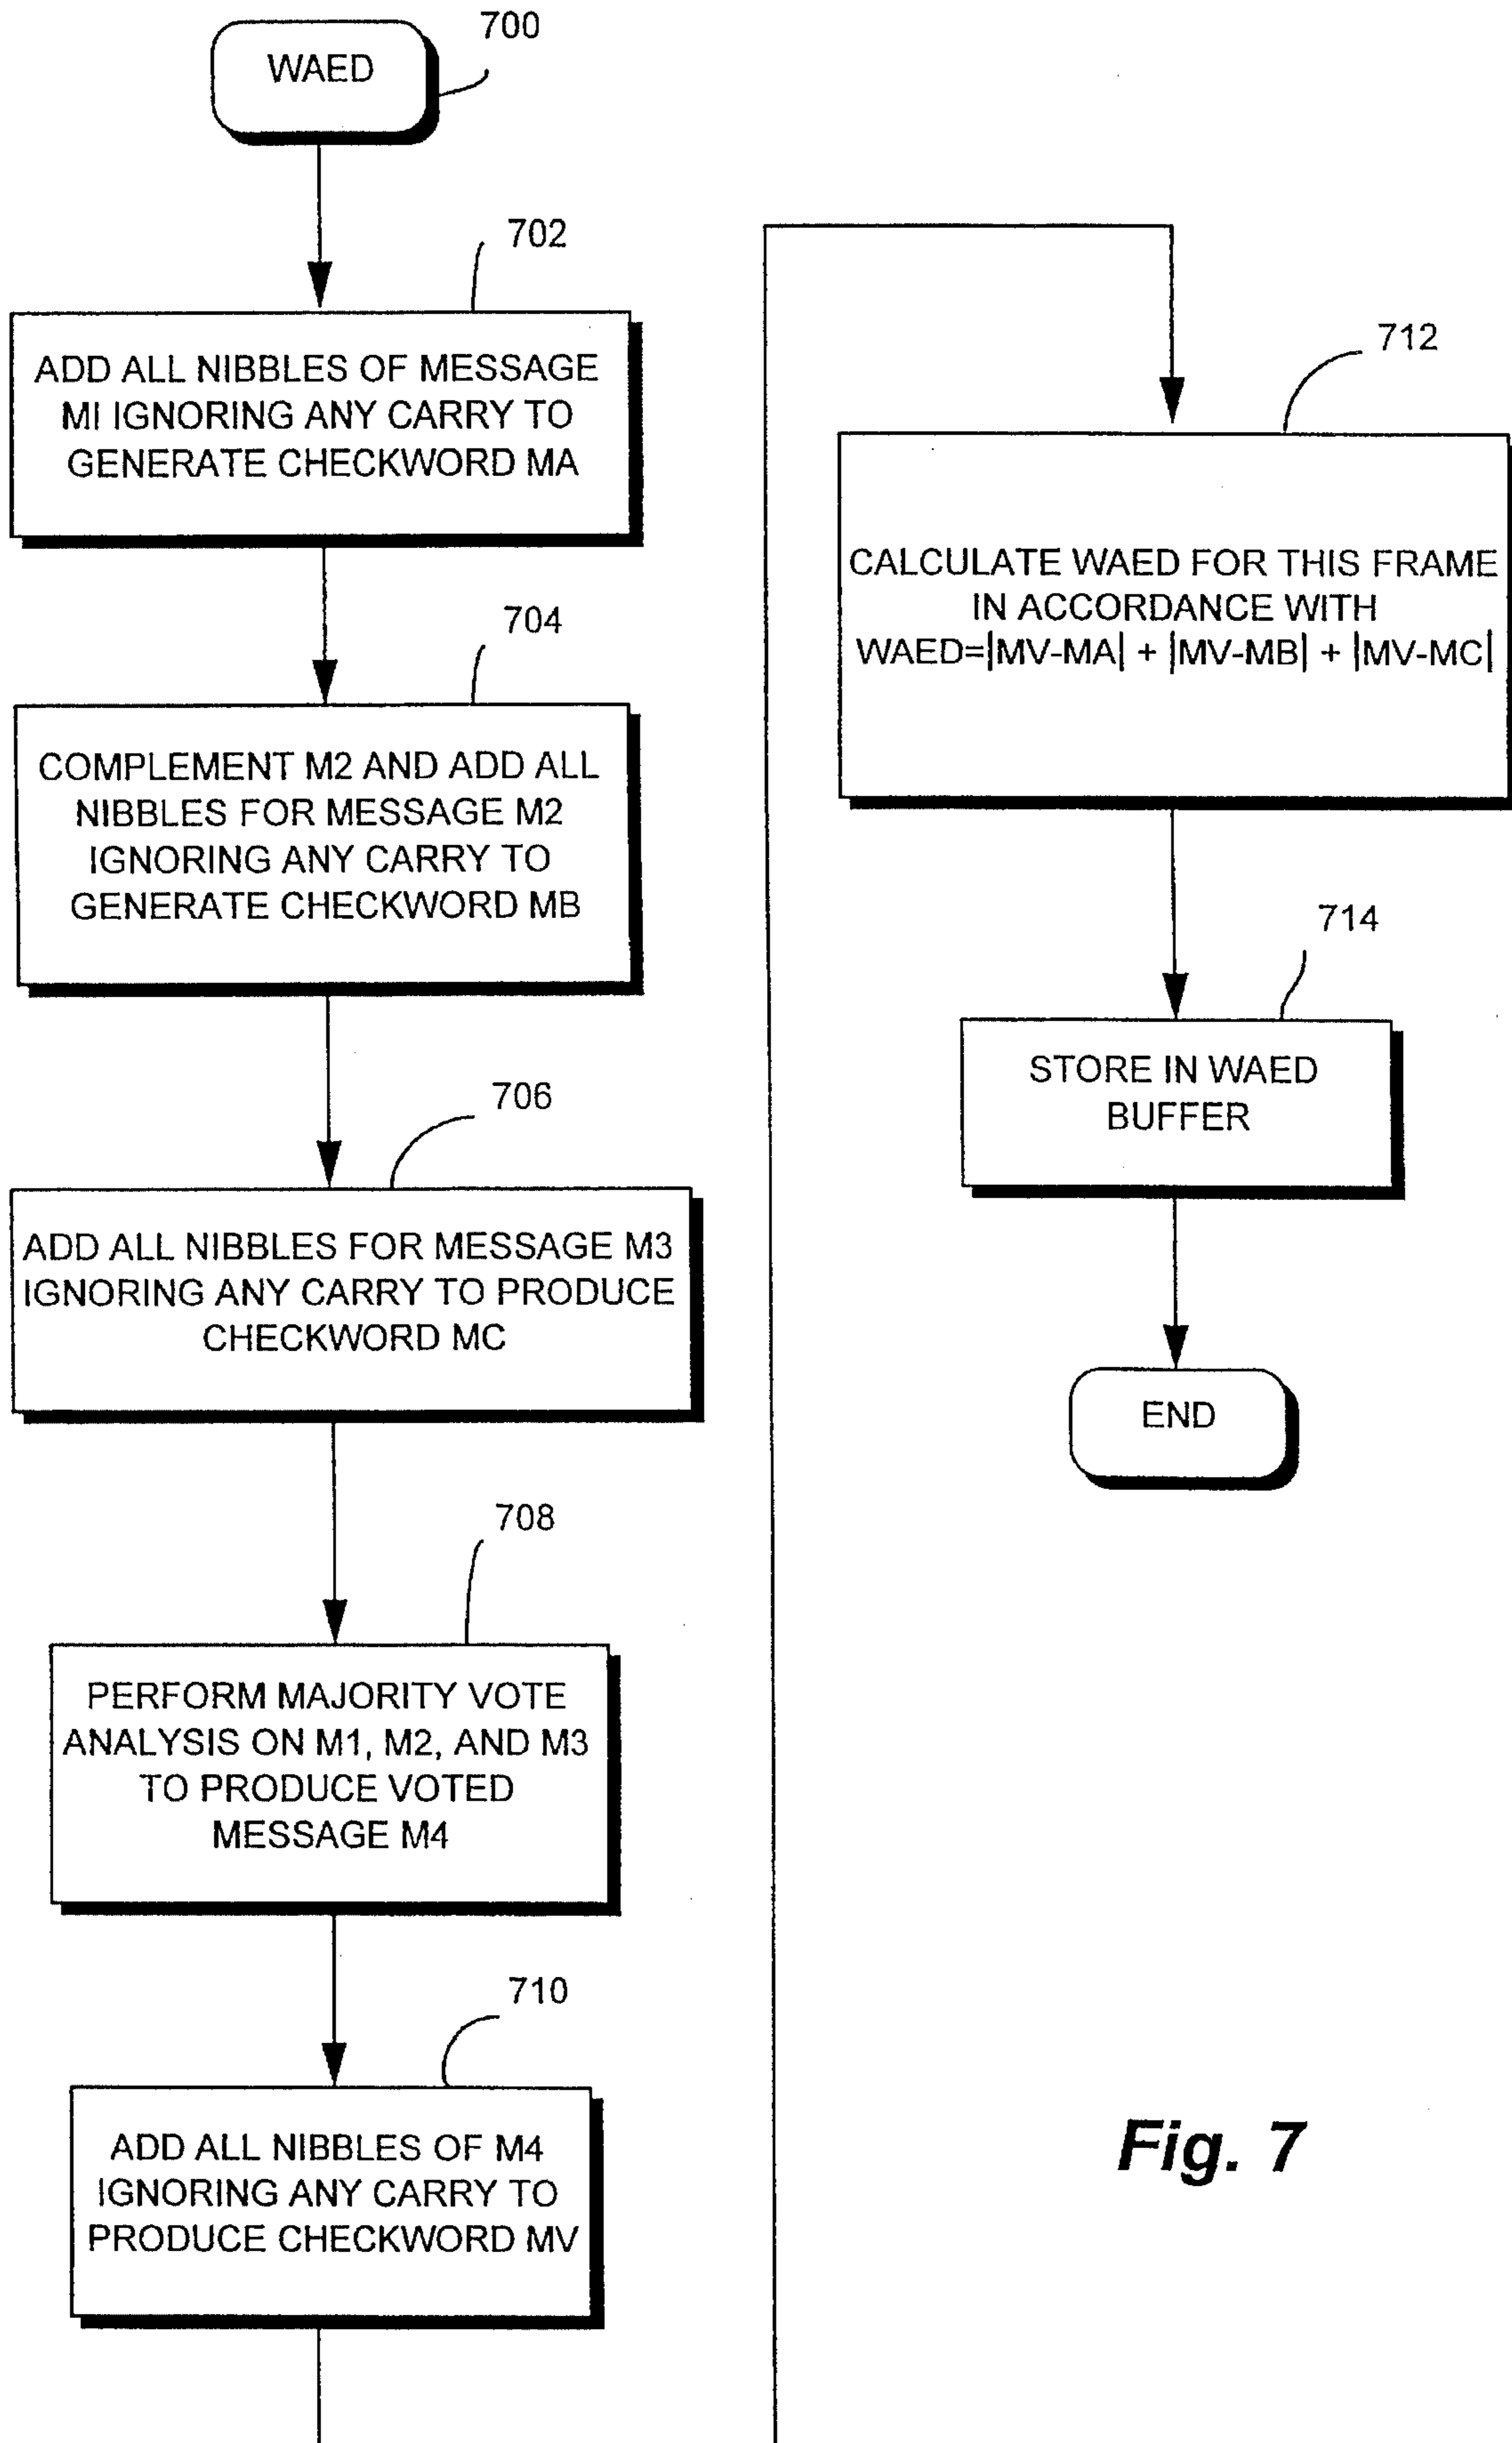 WAED
700
702
ADD ALL NIBBLES OF MESSAGE
MI IGNORING ANY CARRY TO
GENERATE CHECKWORD MA
704
COMPLEMENT M2 AND ADD ALL
NIBBLES FOR MESSAGE M2
IGNORING ANY CARRY TO
GENERATE CHECKWORD MB
706
ADD ALL NIBBLES FOR MESSAGE M3
IGNORING ANY CARRY TO PRODUCE
CHECKWORD MC
708
PERFORM MAJORITY VOTE
ANALYSIS ON M1, M2, AND M3
TO PRODUCE VOTED
MESSAGE M4
710
ADD ALL NIBBLES OF M4
IGNORING ANY CARRY TO
PRODUCE CHECKWORD MV
712
CALCULATE WAED FOR THIS FRAME
IN ACCORDANCE WITH
WAED=|MV-MA| + |MV-MB| + |MV-MC|
714
STORE IN WAED
BUFFER
END
Fig. 7